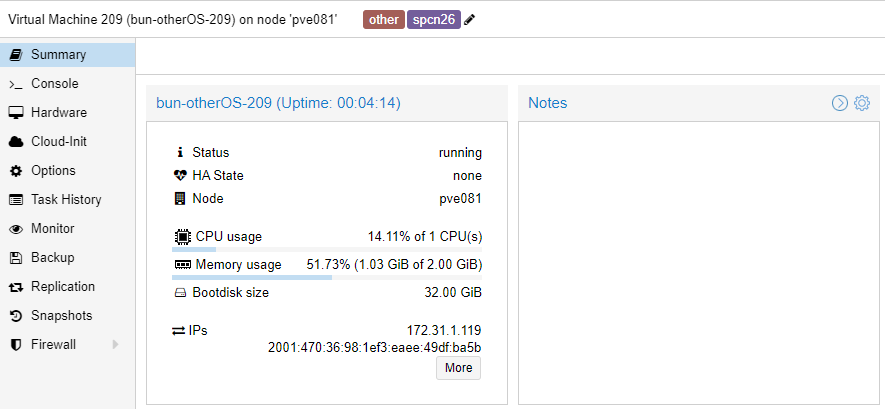 Virtual Machine 209 (bun-otherOS-209) on node 'pve081' other spcn26
Summary
Console
Hardware
Cloud-Init
Options
Task History
Monitor
Backup
Replication
Snapshots
Firewall
bun-otherOS-209 (Uptime: 00:04:14)
Status running
HA State none
Node pve081
CPU usage 14.11% of 1 CPU(s)
Memory usage 51.73% (1.03 GiB of 2.00 GiB)
Bootdisk size 32.00 GiB
IPs 172.31.1.119
2001:470:36:98:1ef3:eaee:49df:ba5b
More
Notes